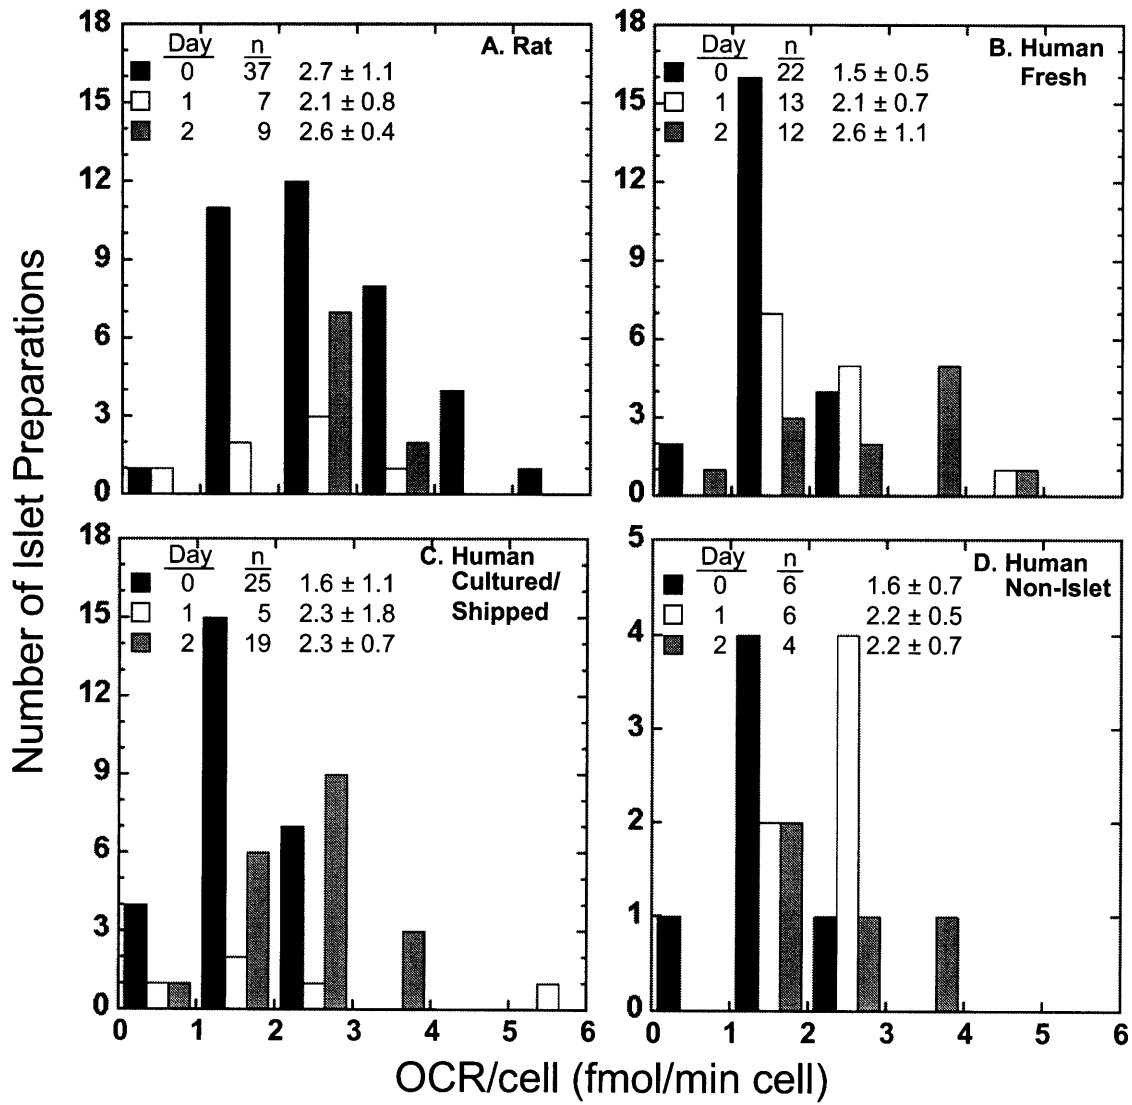 Number of Islet Preparations
A. Rat
Day n
0 37 2.7 ± 1.1
1 7 2.1 ± 0.8
2 9 2.6 ± 0.4
18
15
12
9
6
3
0
B. Human
Fresh
Day n
0 22 1.5 ± 0.5
1 13 2.1 ± 0.7
2 12 2.6 ± 1.1
18
15
12
9
6
3
0
C. Human
Cultured/
Shipped
Day n
0 25 1.6 ± 1.1
1 5 2.3 ± 1.8
2 19 2.3 ± 0.7
18
15
12
9
6
3
0
0 1 2 3 4 5 6
D. Human
Non-Islet
Day n
0 6 1.6 ± 0.7
1 6 2.2 ± 0.5
2 4 2.2 ± 0.7
5
4
3
2
1
0
0 1 2 3 4 5 6
OCR/cell (fmol/min cell)